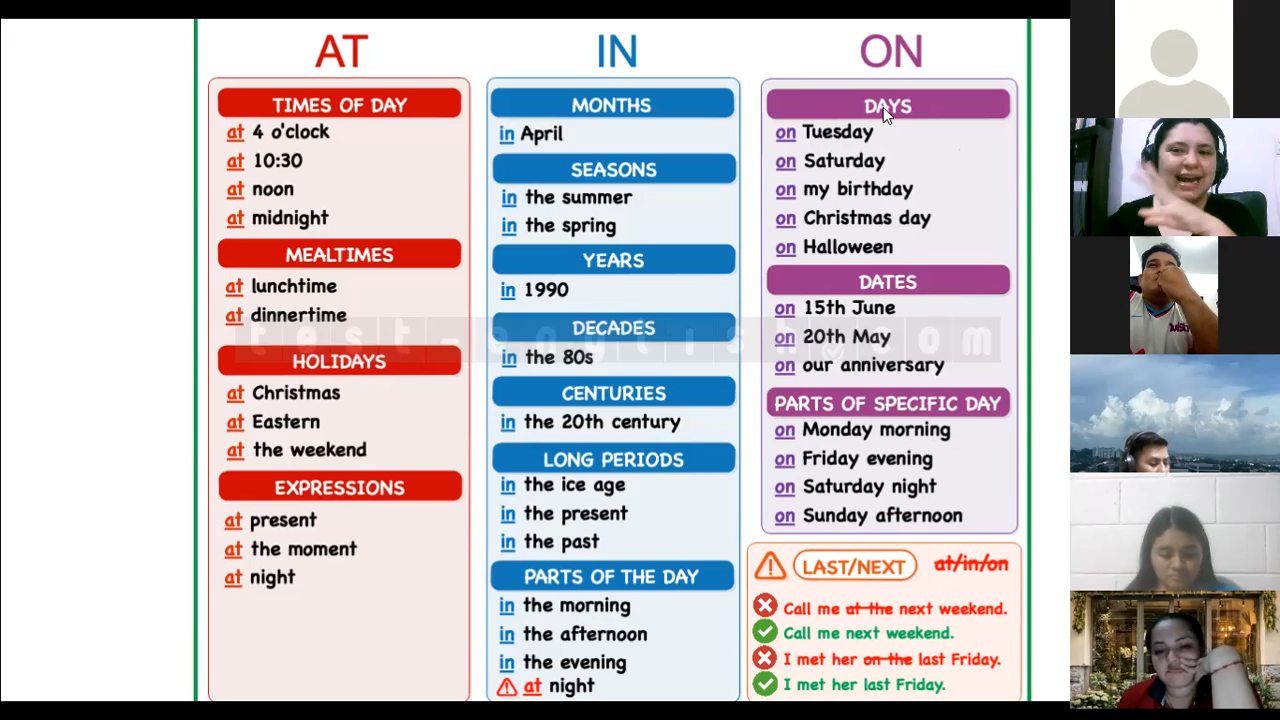 AT
TIMES OF DAY
at 4 o'clock
at 10:30
at noon
at midnight
MEALTIMES
at lunchtime
at dinnertime
HOLIDAYS
at Christmas
at Eastern
at the weekend
EXPRESSIONS
at present
at the moment
at night
IN
MONTHS
in April
SEASONS
in the summer
in the spring
YEARS
in 1990
DECADES
in the 80s
CENTURIES
in the 20th century
LONG PERIODS
in the ice age
in the present
in the past
PARTS OF THE DAY
in the morning
in the afternoon
in the evening
at night
ON
DAYS
on Tuesday
on Saturday
on my birthday
on Christmas day
on Halloween
DATES
on 15th June
on 20th May
on our anniversary
PARTS OF SPECIFIC DAY
on Monday morning
on Friday evening
on Saturday night
on Sunday afternoon
LAST/NEXT at/in/on
Call me at the next weekend.
Call me next weekend.
I met her on the last Friday.
I met her last Friday.
test-english.com